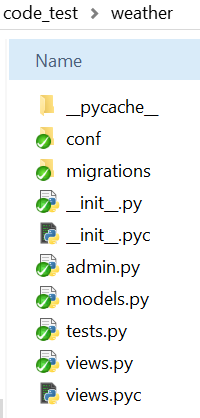 code_test > weather
Name
__pycache__
conf
migrations
__init__.py
__init__.pyc
admin.py
models.py
tests.py
views.py
views.pyc